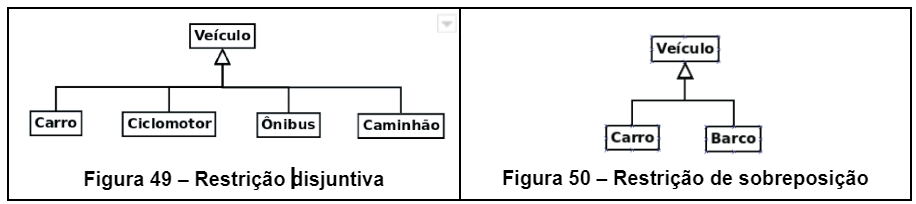 Veículo
Carro
Ciclomotor
Ônibus
Caminhão
Figura 49 – Restrição disjuntiva
Veículo
Carro
Barco
Figura 50 – Restrição de sobreposição